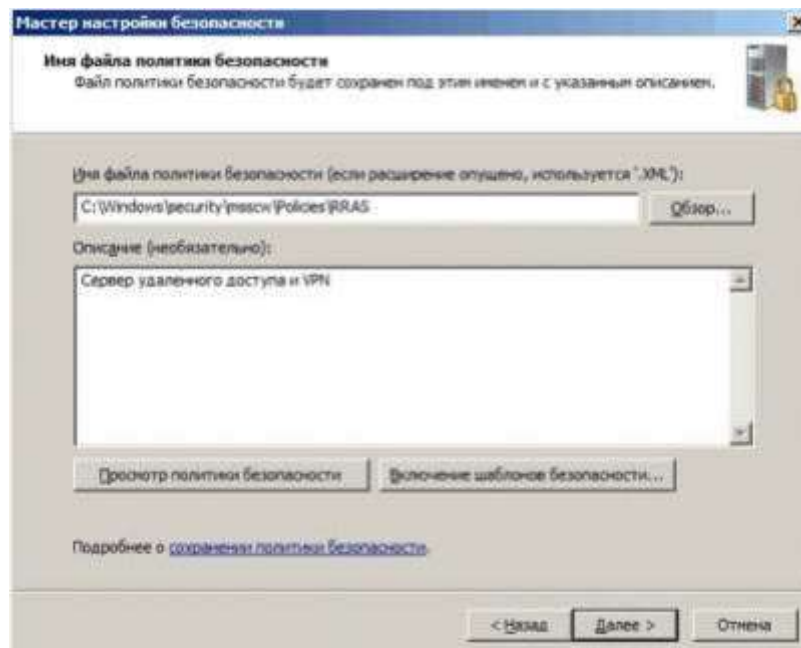 Мастер настройки безопасности
Имя файла политики безопасности
Файл политики безопасности будет сохранен под этим именем и с указанным описанием.
Имя файла политики безопасности (если расширение опущено, используется '.XML'):
C:\Windows\security\msscw\Policies\RRAS
Обзор...
Описание (необязательно):
Сервер удаленного доступа и VPN
Просмотр политики безопасности
Включение шаблонов безопасности...
Подробнее о сохранении политики безопасности.
< Назад
Далее >
Отмена